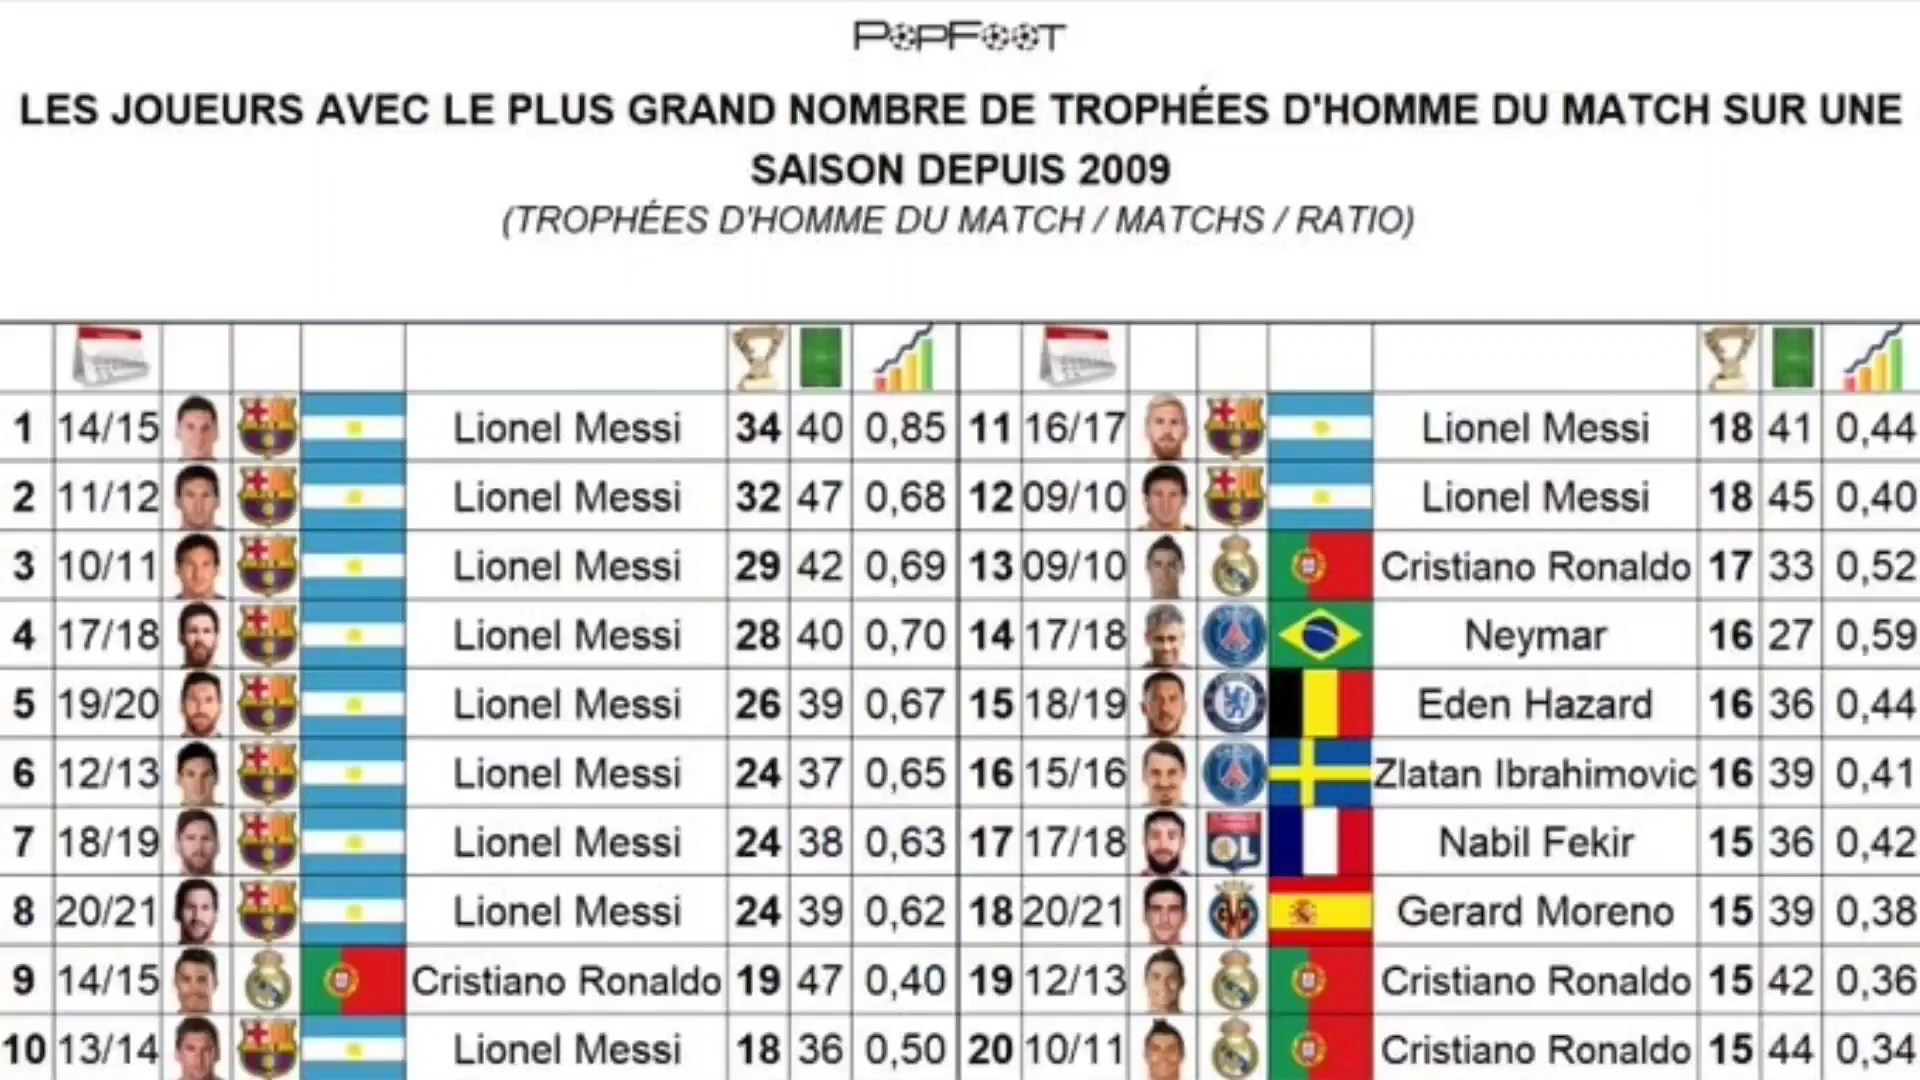 POPFOOT
LES JOUEURS AVEC LE PLUS GRAND NOMBRE DE TROPHÉES D'HOMME DU MATCH SUR UNE
SAISON DEPUIS 2009
(TROPHÉES D'HOMME DU MATCH / MATCHS / RATIO)
1 14/15 Lionel Messi 34 40 0,85 11 16/17 Lionel Messi 18 41 0,44
2 11/12 Lionel Messi 32 47 0,68 12 09/10 Lionel Messi 18 45 0,40
3 10/11 Lionel Messi 29 42 0,69 13 09/10 Cristiano Ronaldo 17 33 0,52
4 17/18 Lionel Messi 28 40 0,70 14 17/18 Neymar 16 27 0,59
5 19/20 Lionel Messi 26 39 0,67 15 18/19 Eden Hazard 16 36 0,44
6 12/13 Lionel Messi 24 37 0,65 16 15/16 Zlatan Ibrahimovic 16 39 0,41
7 18/19 Lionel Messi 24 38 0,63 17 17/18 OL Nabil Fekir 15 36 0,42
8 20/21 Lionel Messi 24 39 0,62 18 20/21 Gerard Moreno 15 39 0,38
9 14/15 Cristiano Ronaldo 19 47 0,40 19 12/13 Cristiano Ronaldo 15 42 0,36
10 13/14 Lionel Messi 18 36 0,50 20 10/11 Cristiano Ronaldo 15 44 0,34